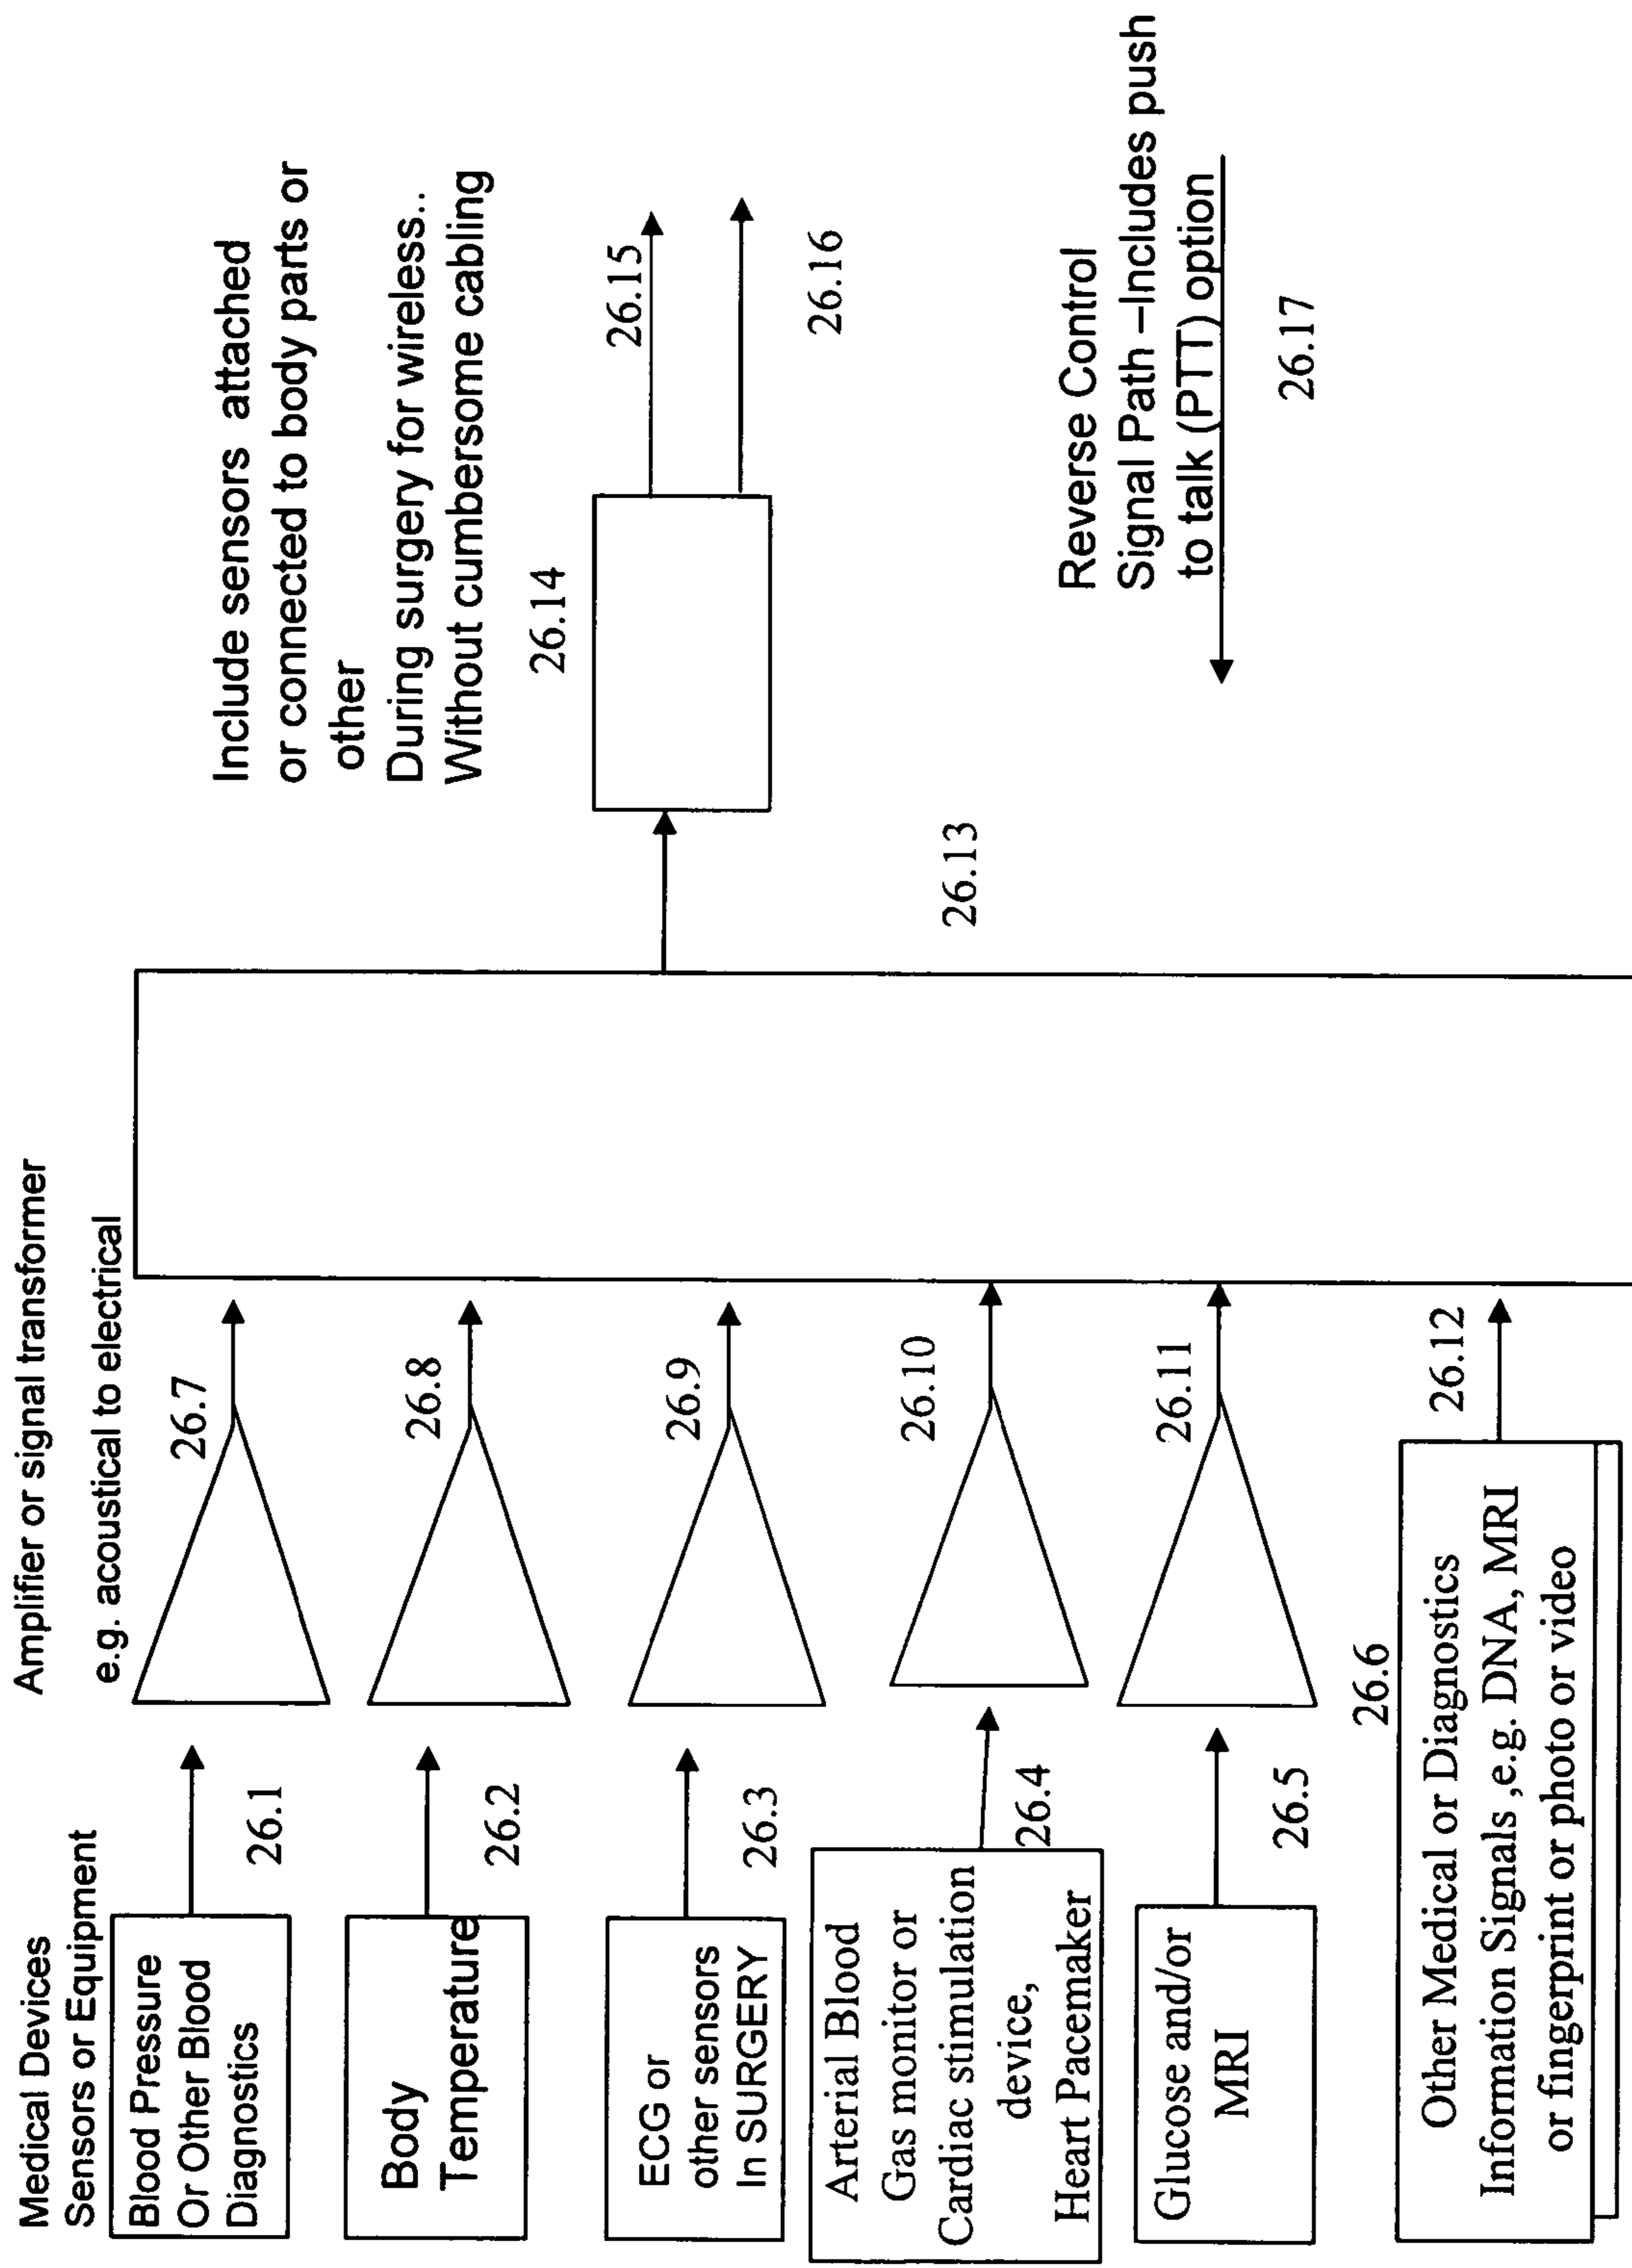 Medical Devices
Sensors or Equipment
Amplifier or signal transformer
e.g. acoustical to electrical
Blood Pressure
Or Other Blood
Diagnostics
26.1
26.7
Body
Temperature
26.2
26.8
ECG or
other sensors
In SURGERY
26.3
26.9
Arterial Blood
Gas monitor or
Cardiac stimulation
device,
Heart Pacemaker
26.4
26.10
Glucose and/or
MRI
26.5
26.11
26.6
Other Medical or Diagnostics
Information Signals ,e.g. DNA, MRI
or fingerprint or photo or video
26.12
26.13
Include sensors attached
or connected to body parts or
other
During surgery for wireless..
Without cumbersome cabling
26.14
26.15
26.16
Reverse Control
Signal Path –Includes push
to talk (PTT) option
26.17